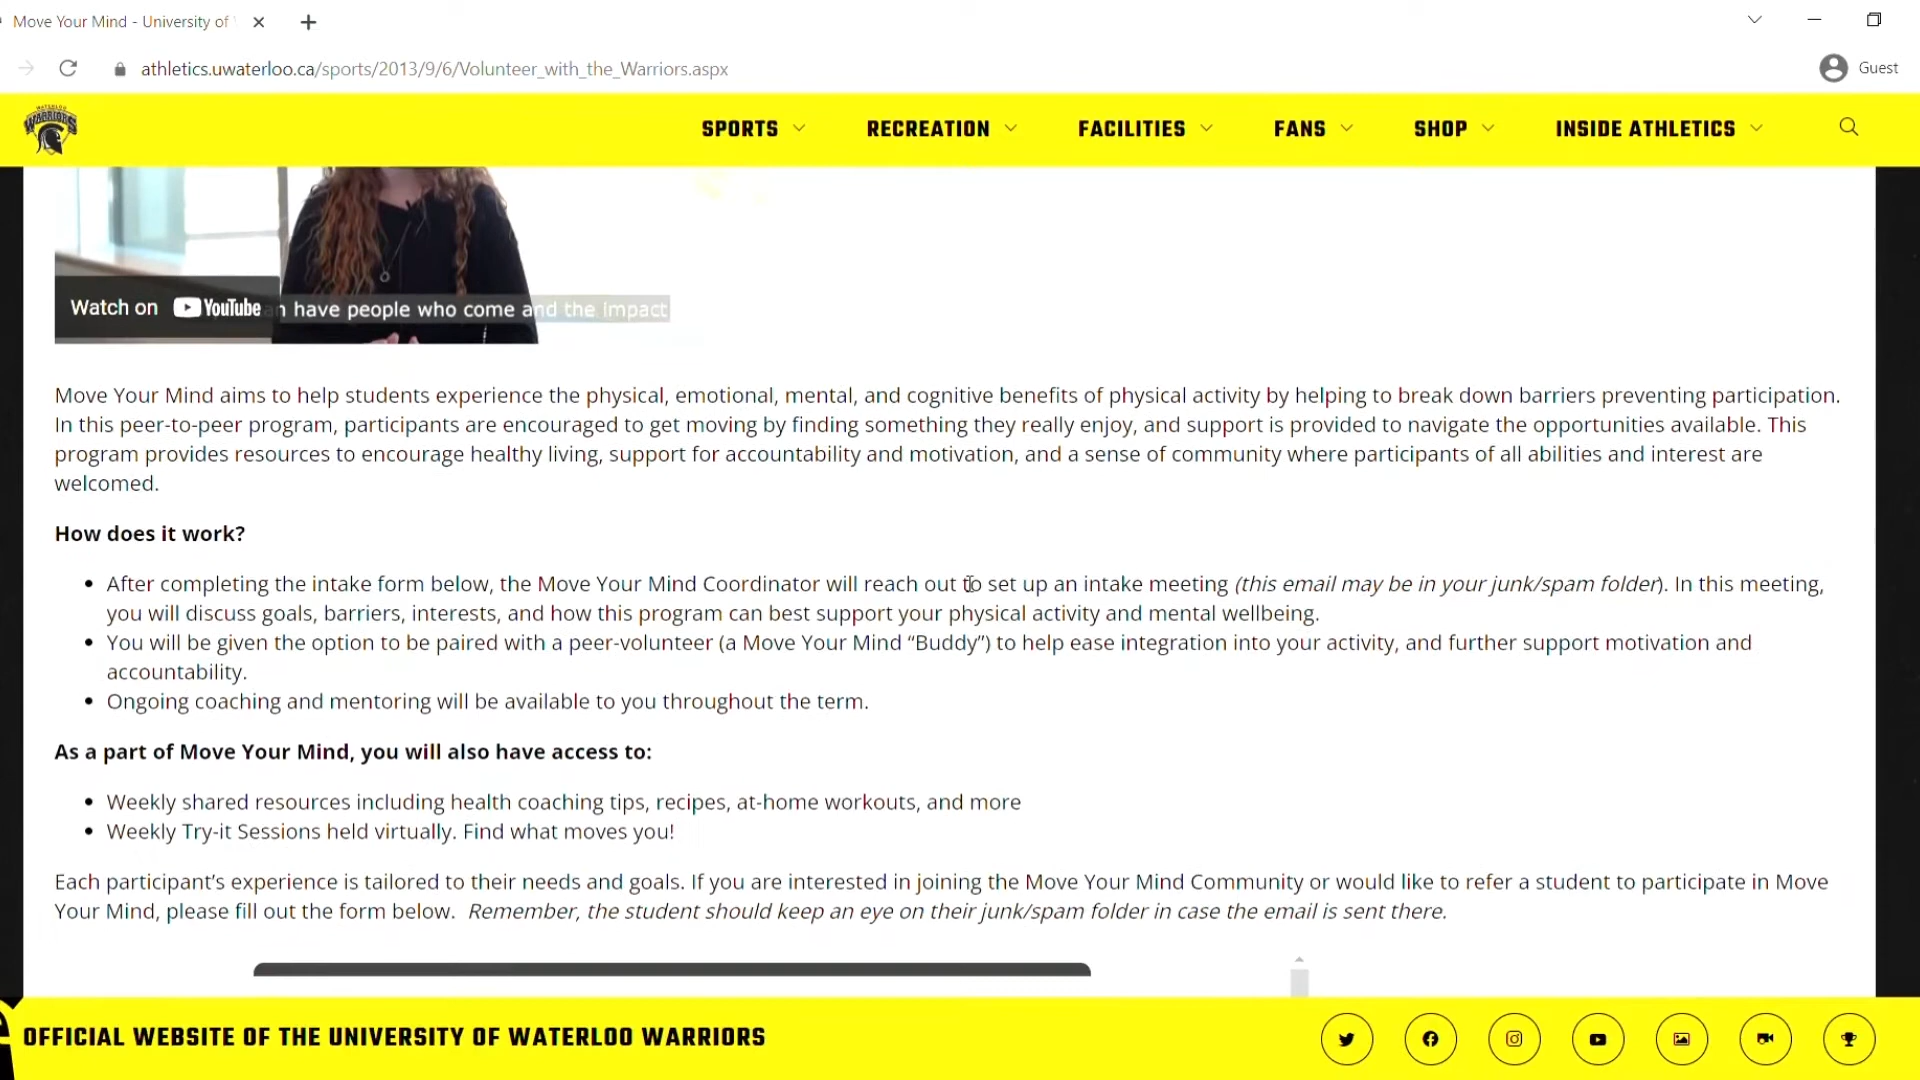 Move Your Mind - University of
athletics.uwaterloo.ca/sports/2013/9/6/Volunteer_with_the_Warriors.aspx
Guest
WATERLOO
WARRIORS
SPORTS
RECREATION
FACILITIES
FANS
SHOP
INSIDE ATHLETICS
Watch on YouTube
n have people who come and the impact
Move Your Mind aims to help students experience the physical, emotional, mental, and cognitive benefits of physical activity by helping to break down barriers preventing participation.
In this peer-to-peer program, participants are encouraged to get moving by finding something they really enjoy, and support is provided to navigate the opportunities available. This
program provides resources to encourage healthy living, support for accountability and motivation, and a sense of community where participants of all abilities and interest are
welcomed.
How does it work?
• After completing the intake form below, the Move Your Mind Coordinator will reach out to set up an intake meeting (this email may be in your junk/spam folder). In this meeting,
you will discuss goals, barriers, interests, and how this program can best support your physical activity and mental wellbeing.
• You will be given the option to be paired with a peer-volunteer (a Move Your Mind “Buddy”) to help ease integration into your activity, and further support motivation and
accountability.
• Ongoing coaching and mentoring will be available to you throughout the term.
As a part of Move Your Mind, you will also have access to:
• Weekly shared resources including health coaching tips, recipes, at-home workouts, and more
• Weekly Try-it Sessions held virtually. Find what moves you!
Each participant’s experience is tailored to their needs and goals. If you are interested in joining the Move Your Mind Community or would like to refer a student to participate in Move
Your Mind, please fill out the form below. Remember, the student should keep an eye on their junk/spam folder in case the email is sent there.
OFFICIAL WEBSITE OF THE UNIVERSITY OF WATERLOO WARRIORS